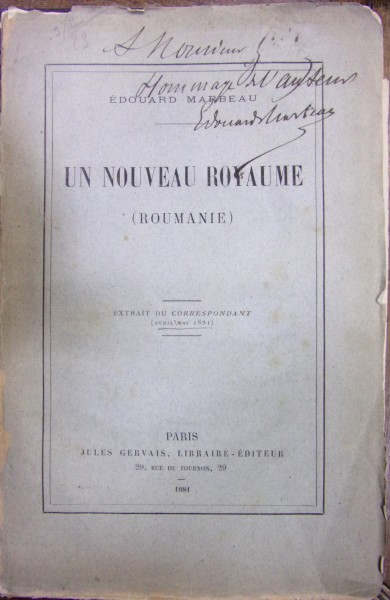 A Monsieur
Hommage de l'auteur
ÉDOUARD MARBEAU
Edouard Marbeau
UN NOUVEAU ROYAUME
(ROUMANIE)
EXTRAIT DU CORRESPONDANT
(AVRIL-MAI 1881)
PARIS
JULES GERVAIS, LIBRAIRE-ÉDITEUR
29, RUE DE TOURNON, 29
1881